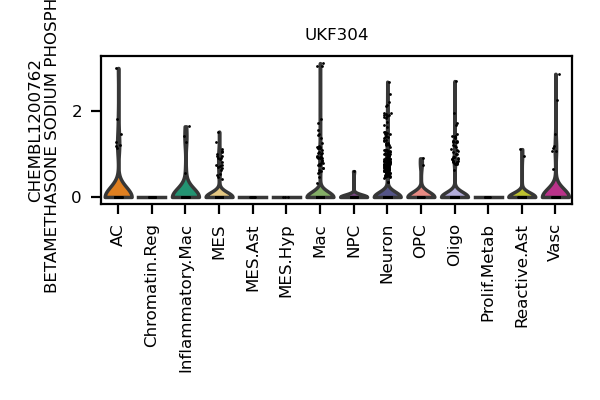 UKF304
CHEMBL1200762
BETAMETHASONE SODIUM PHOSPH
2
0
AC
Chromatin.Reg
Inflammatory.Mac
MES
MES.Ast
MES.Hyp
Mac
NPC
Neuron
OPC
Oligo
Prolif.Metab
Reactive.Ast
Vasc